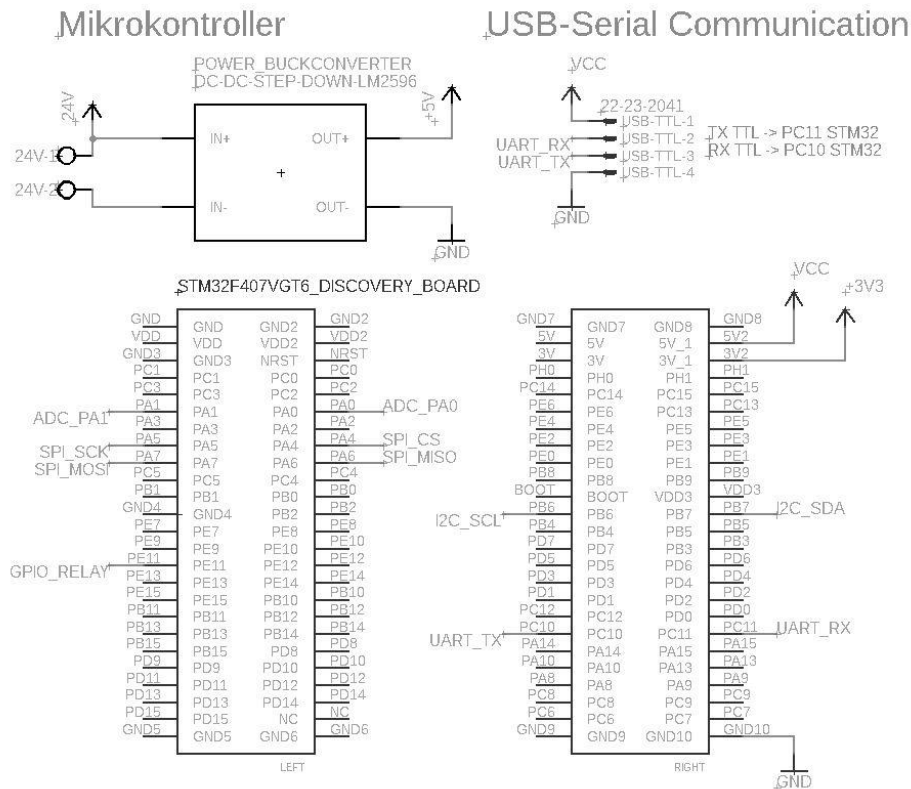 Mikrokontroller
USB-Serial Communication
POWER_BUCKCONVERTER
DC-DC-STEP-DOWN-LM2596
24V
24V-1
24V-2
IN+
IN-
OUT+
OUT-
+5V
GND
VCC
22-23-2041
USB-TTL-1
UART_RX USB-TTL-2
UART_TX USB-TTL-3
USB-TTL-4
TX TTL -> PC11 STM32
RX TTL -> PC10 STM32
GND
STM32F407VGT6_DISCOVERY_BOARD
GND GND GND2 GND2
VDD VDD VDD2 VDD2
GND3 GND3 NRST NRST
PC1 PC1 PC0 PC0
PC3 PC3 PC2 PC2
ADC_PA1 PA1 PA1 PA0 PA0 ADC_PA0
PA3 PA3 PA2 PA2
SPI_SCK PA5 PA5 PA4 PA4 SPI_CS
SPI_MOSI PA7 PA7 PA6 PA6 SPI_MISO
PC5 PC5 PC4 PC4
PB1 PB1 PB0 PB0
GND4 GND4 PB2 PB2
PE7 PE7 PE8 PE8
PE9 PE9 PE10 PE10
GPIO_RELAY PE11 PE11 PE12 PE12
PE13 PE13 PE14 PE14
PE15 PE15 PB10 PB10
PB11 PB11 PB12 PB12
PB13 PB13 PB14 PB14
PB15 PB15 PD8 PD8
PD9 PD9 PD10 PD10
PD11 PD11 PD12 PD12
PD13 PD13 PD14 PD14
PD15 PD15 NC NC
GND5 GND5 GND6 GND6
LEFT
VCC
+3V3
GND7 GND7 GND8 GND8
5V 5V 5V_1 5V2
3V 3V 3V_1 3V2
PH0 PH0 PH1 PH1
PC14 PC14 PC15 PC15
PE6 PE6 PC13 PC13
PE4 PE4 PE5 PE5
PE2 PE2 PE3 PE3
PE0 PE0 PE1 PE1
PB8 PB8 PB9 PB9
BOOT BOOT VDD3 VDD3
I2C_SCL PB6 PB6 PB7 PB7 I2C_SDA
PB4 PB4 PB5 PB5
PD7 PD7 PB3 PB3
PD5 PD5 PD6 PD6
PD3 PD3 PD4 PD4
PD1 PD1 PD2 PD2
PC12 PC12 PD0 PD0
UART_TX PC10 PC10 PC11 PC11 UART_RX
PA14 PA14 PA15 PA15
PA10 PA10 PA13 PA13
PA8 PA8 PA9 PA9
PC8 PC8 PC9 PC9
PC6 PC6 PC7 PC7
GND9 GND9 GND10 GND10
RIGHT
GND